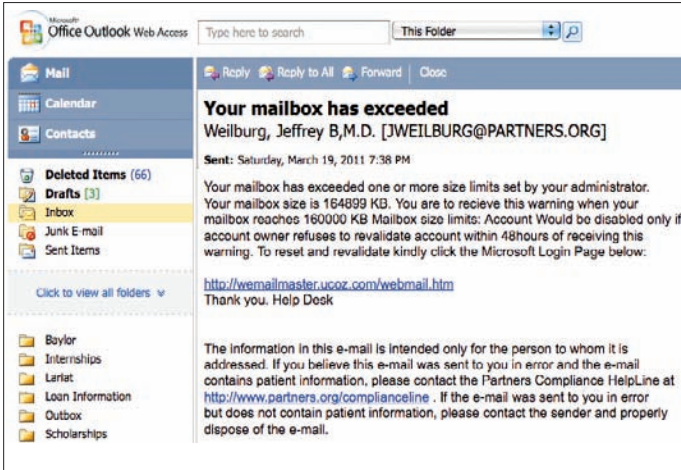 Microsoft®
Office Outlook Web Access
Type here to search
This Folder
Mail
Calendar
Contacts
Deleted Items (66)
Drafts [3]
Inbox
Junk E-mail
Sent Items
Click to view all folders
Baylor
Internships
Lariat
Loan Information
Outbox
Scholarships
Reply Reply to All Forward Close
Your mailbox has exceeded
Weilburg, Jeffrey B,M.D. [JWEILBURG@PARTNERS.ORG]
Sent: Saturday, March 19, 2011 7:38 PM
Your mailbox has exceeded one or more size limits set by your administrator.
Your mailbox size is 164899 KB. You are to recieve this warning when your
mailbox reaches 160000 KB Mailbox size limits: Account Would be disabled only if
account owner refuses to revalidate account within 48hours of receiving this
warning. To reset and revalidate kindly click the Microsoft Login Page below:
http://wemailmaster.ucoz.com/webmail.htm
Thank you. Help Desk
The information in this e-mail is intended only for the person to whom it is
addressed. If you believe this e-mail was sent to you in error and the e-mail
contains patient information, please contact the Partners Compliance HelpLine at
http://www.partners.org/complianceline . If the e-mail was sent to you in error
but does not contain patient information, please contact the sender and properly
dispose of the e-mail.